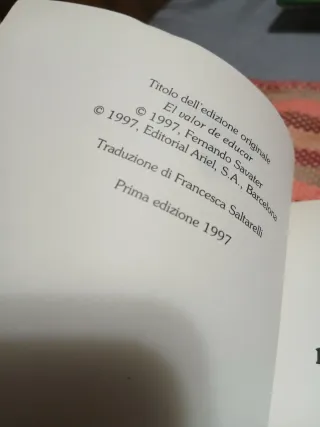 Titolo dell'edizione originale
El valor de educar
© 1997, Fernando Savater
© 1997, Editorial Ariel, S.A., Barcelona
Traduzione di Francesca Saltarelli
Prima edizione 1997